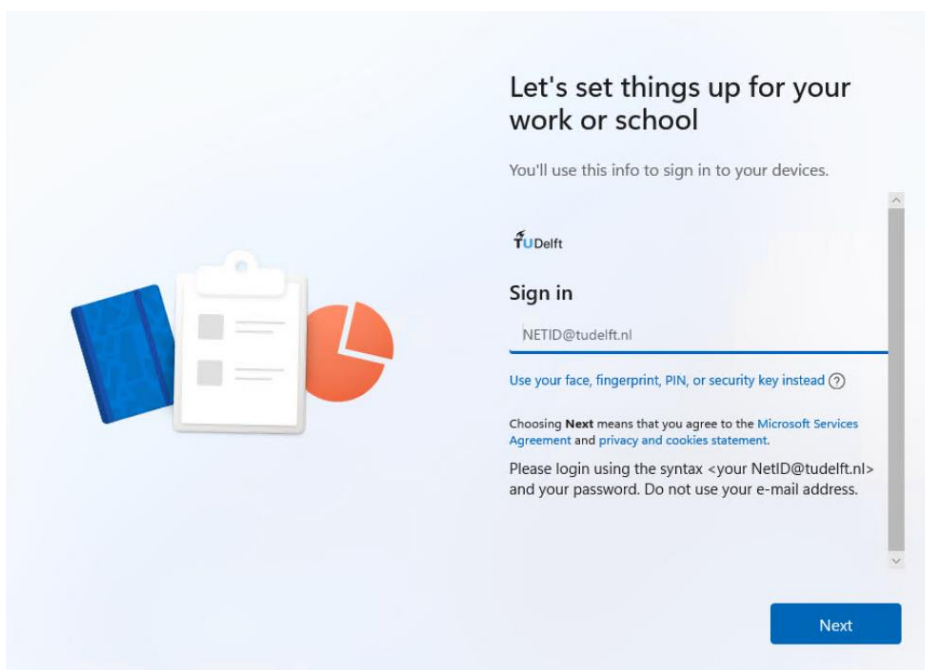 Let's set things up for your
work or school
You'll use this info to sign in to your devices.
TUDelft
Sign in
NETID@tudelft.nl
Use your face, fingerprint, PIN, or security key instead ?
Choosing Next means that you agree to the Microsoft Services
Agreement and privacy and cookies statement.
Please login using the syntax <your NetID@tudelft.nl>
and your password. Do not use your e-mail address.
Next